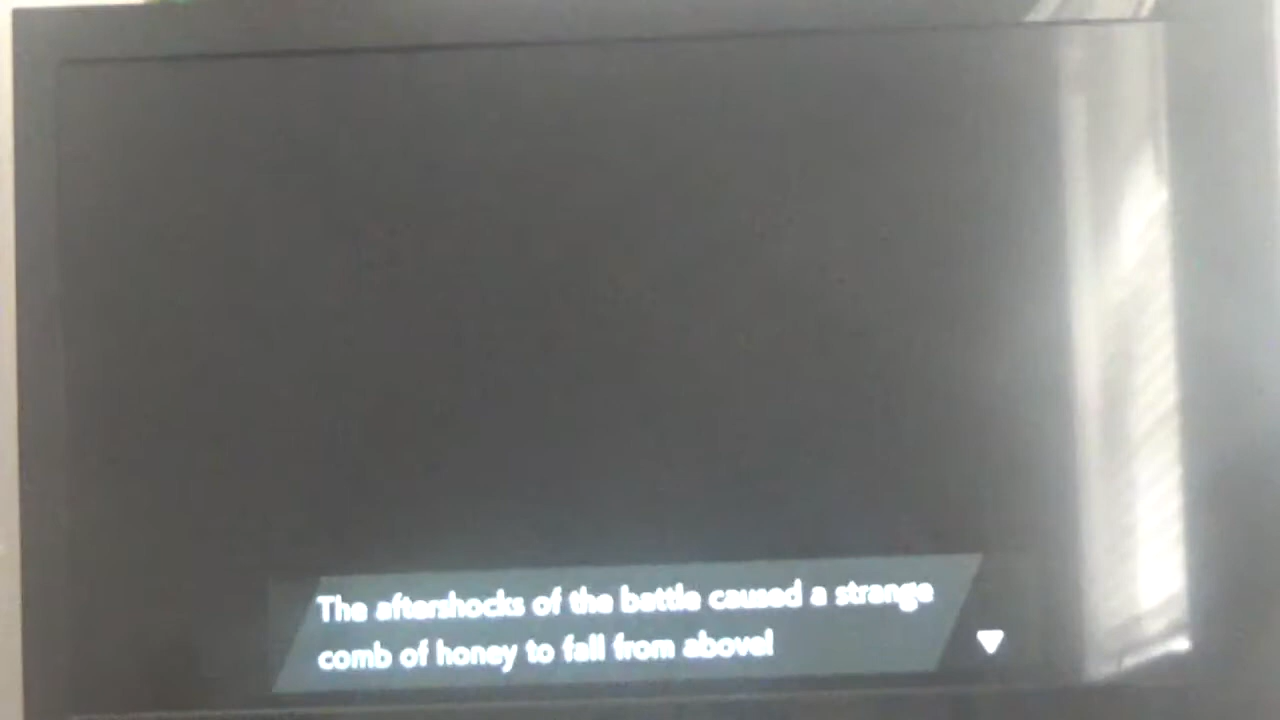 The aftershocks of the battle caused a strange
comb of honey to fall from above!